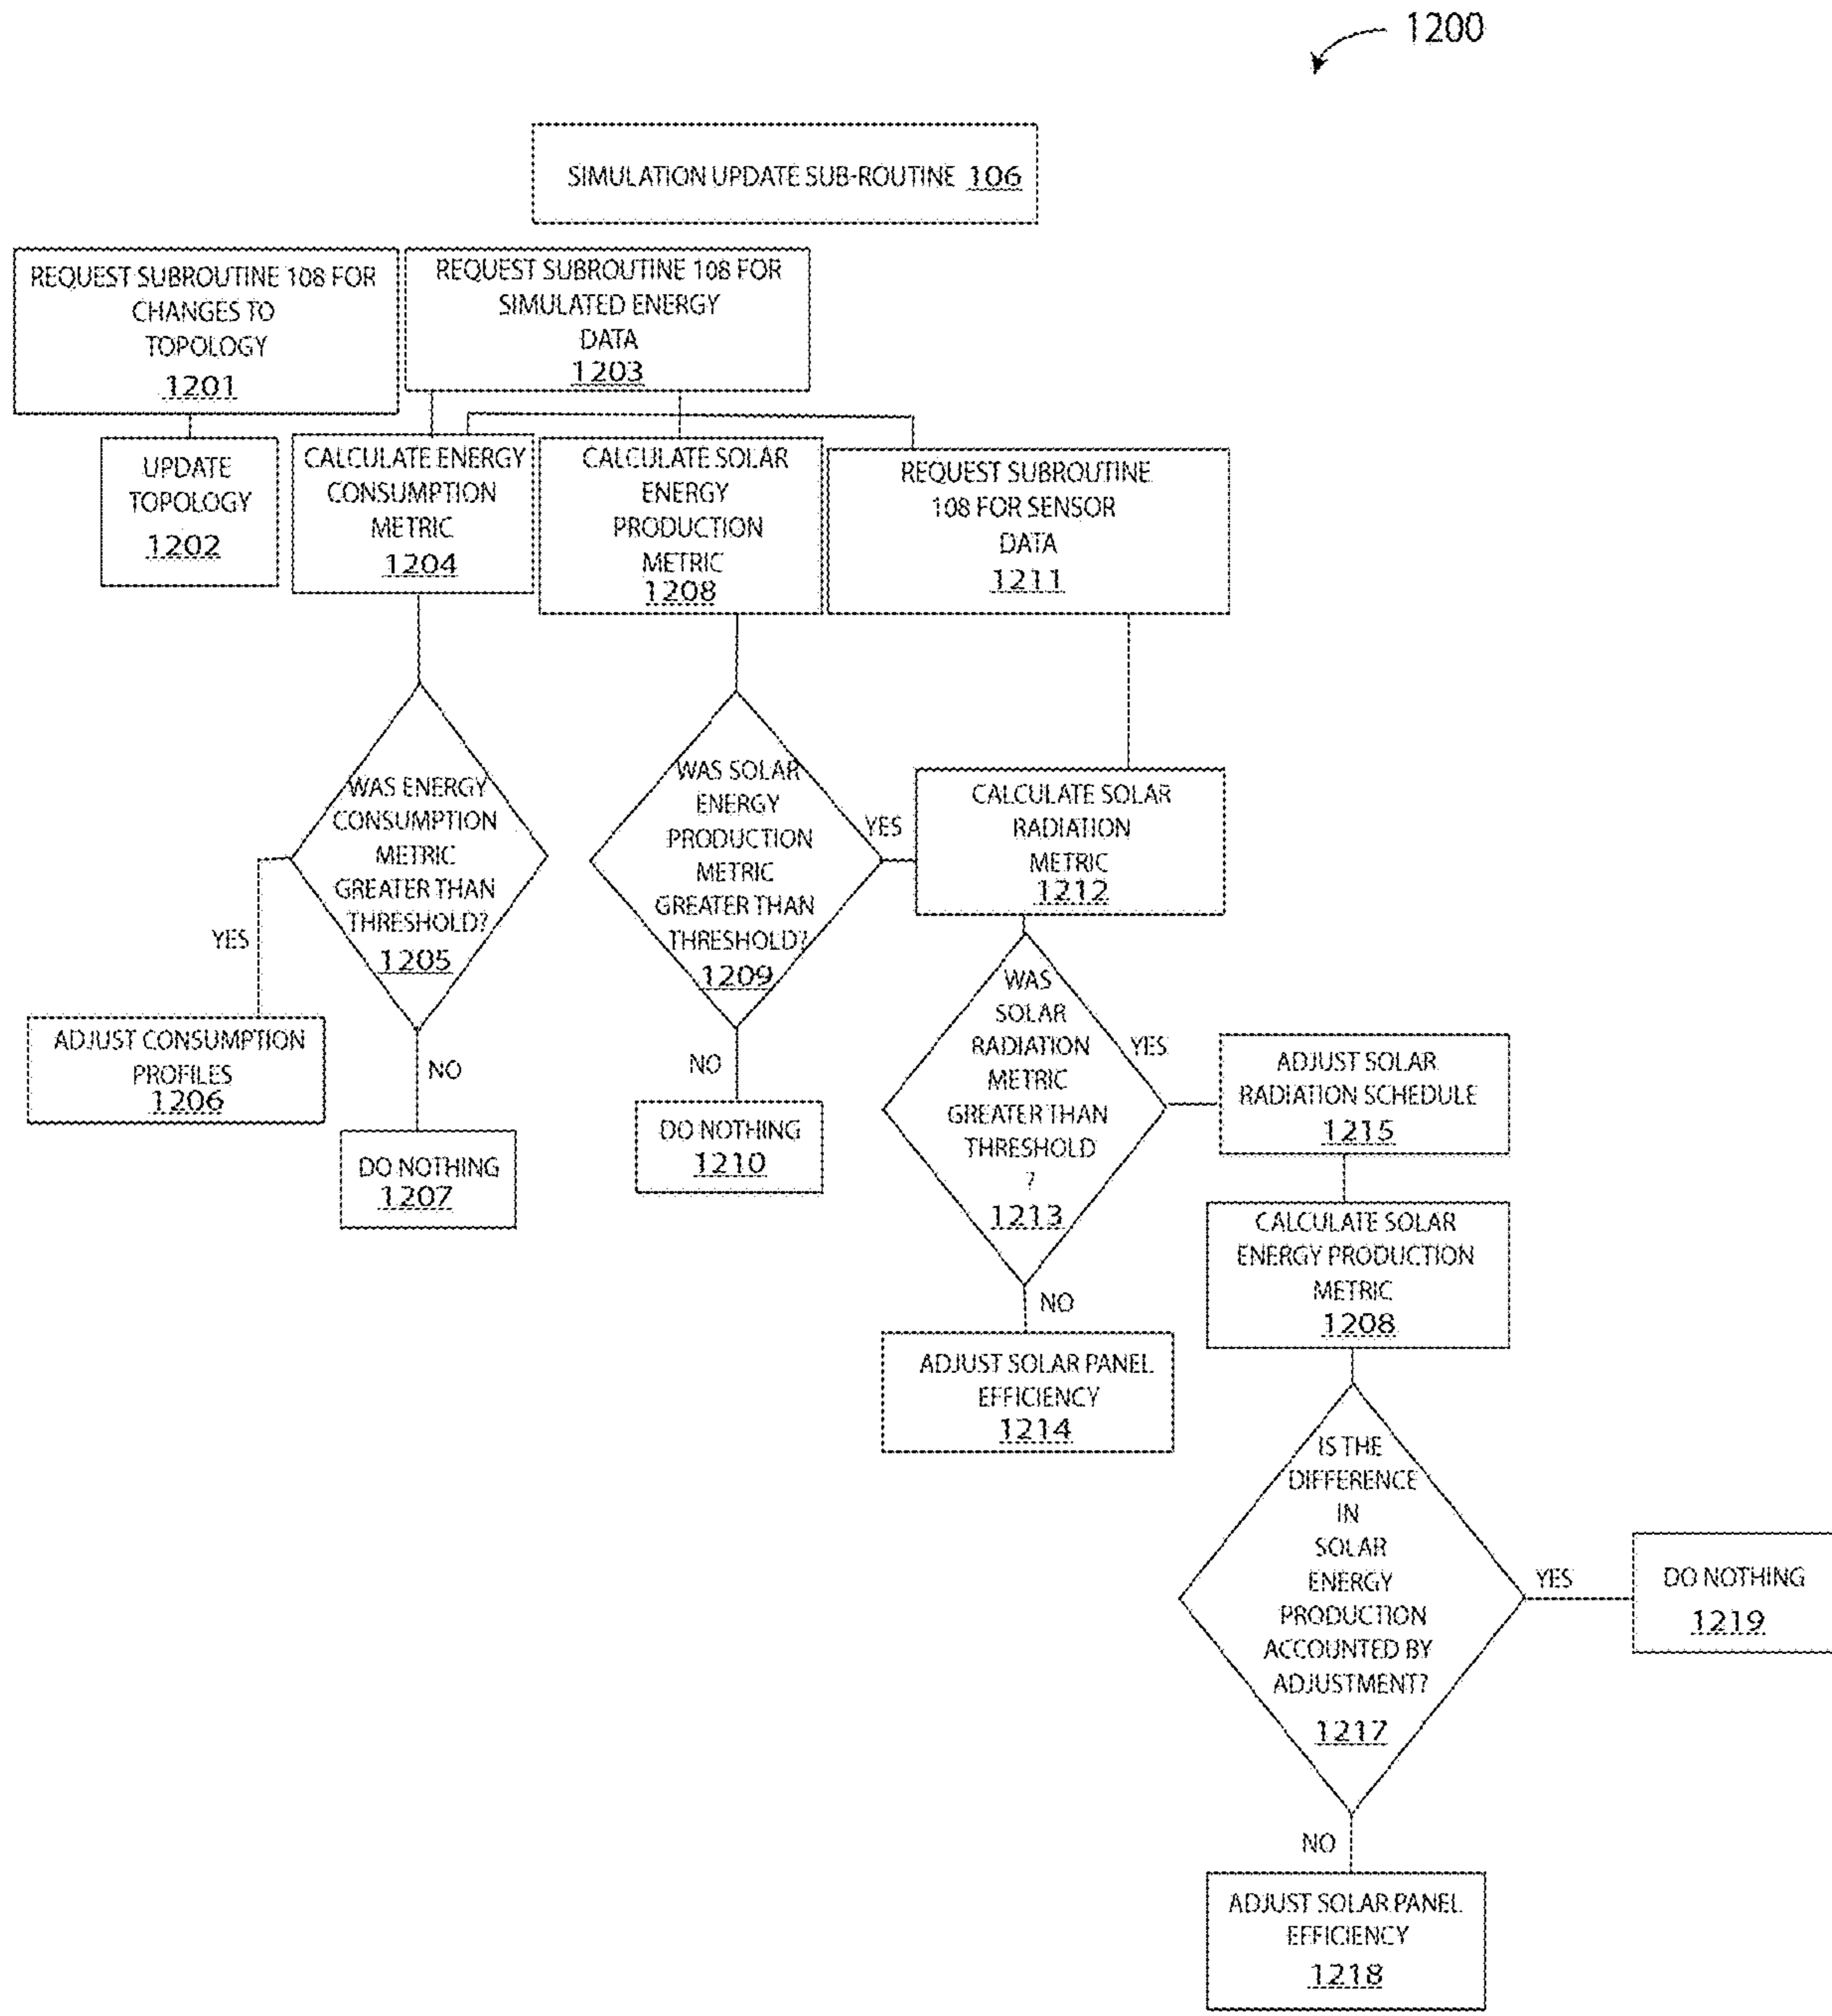 1200
SIMULATION UPDATE SUB-ROUTINE 106
REQUEST SUBROUTINE 108 FOR
CHANGES TO
TOPOLOGY
1201
REQUEST SUBROUTINE 108 FOR
SIMULATED ENERGY
DATA
1203
UPDATE
TOPOLOGY
1202
CALCULATE ENERGY
CONSUMPTION
METRIC
1204
CALCULATE SOLAR
ENERGY
PRODUCTION
METRIC
1208
REQUEST SUBROUTINE
108 FOR SENSOR
DATA
1211
WAS ENERGY
CONSUMPTION
METRIC
GREATER THAN
THRESHOLD?
1205
YES
NO
ADJUST CONSUMPTION
PROFILES
1206
DO NOTHING
1207
WAS SOLAR
ENERGY
PRODUCTION
METRIC
GREATER THAN
THRESHOLD?
1209
YES
NO
DO NOTHING
1210
CALCULATE SOLAR
RADIATION
METRIC
1212
WAS
SOLAR
RADIATION
METRIC
GREATER THAN
THRESHOLD
?
1213
YES
NO
ADJUST SOLAR PANEL
EFFICIENCY
1214
ADJUST SOLAR
RADIATION SCHEDULE
1215
CALCULATE SOLAR
ENERGY PRODUCTION
METRIC
1208
IS THE
DIFFERENCE
IN
SOLAR
ENERGY
PRODUCTION
ACCOUNTED BY
ADJUSTMENT?
1217
YES
DO NOTHING
1219
NO
ADJUST SOLAR PANEL
EFFICIENCY
1218